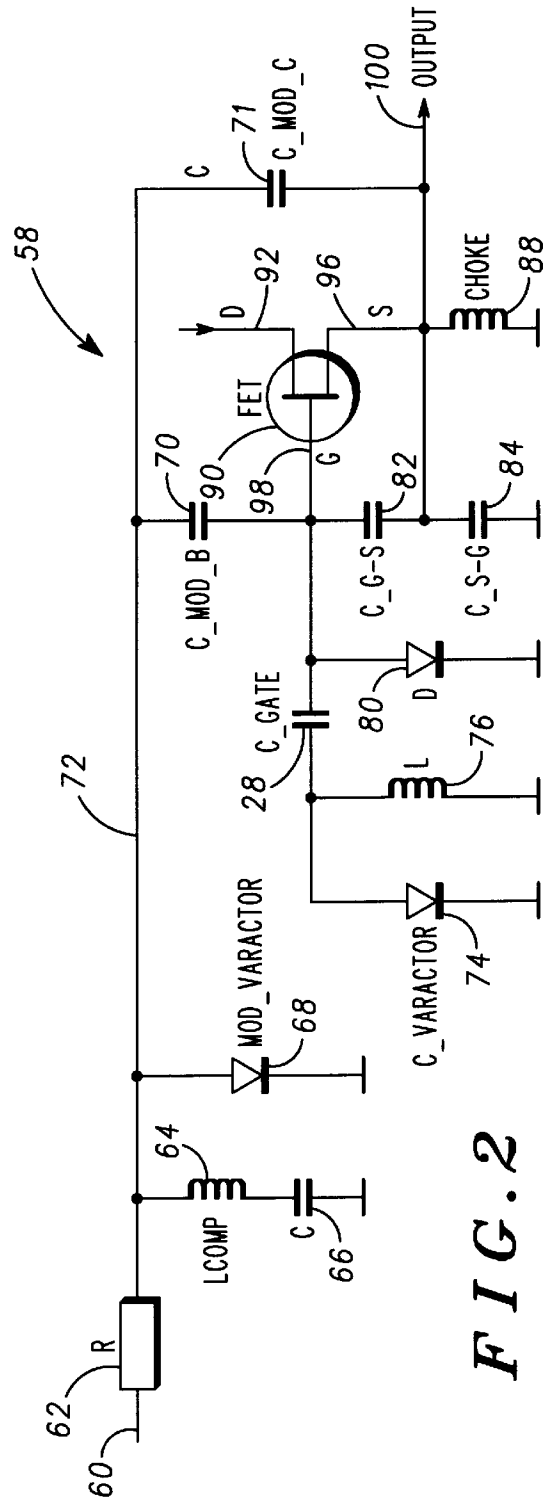 58
60
62
R
72
C
71
C_MOD_C
100
OUTPUT
64
LCOMP
C
66
MOD_VARACTOR
68
C_MOD_B
70
90
FET
D
92
98
G
S
96
C_GATE
28
C_VARACTOR
74
L
76
80
D
C_G-S
82
C_S-G
84
CHOKE
88
FIG.2